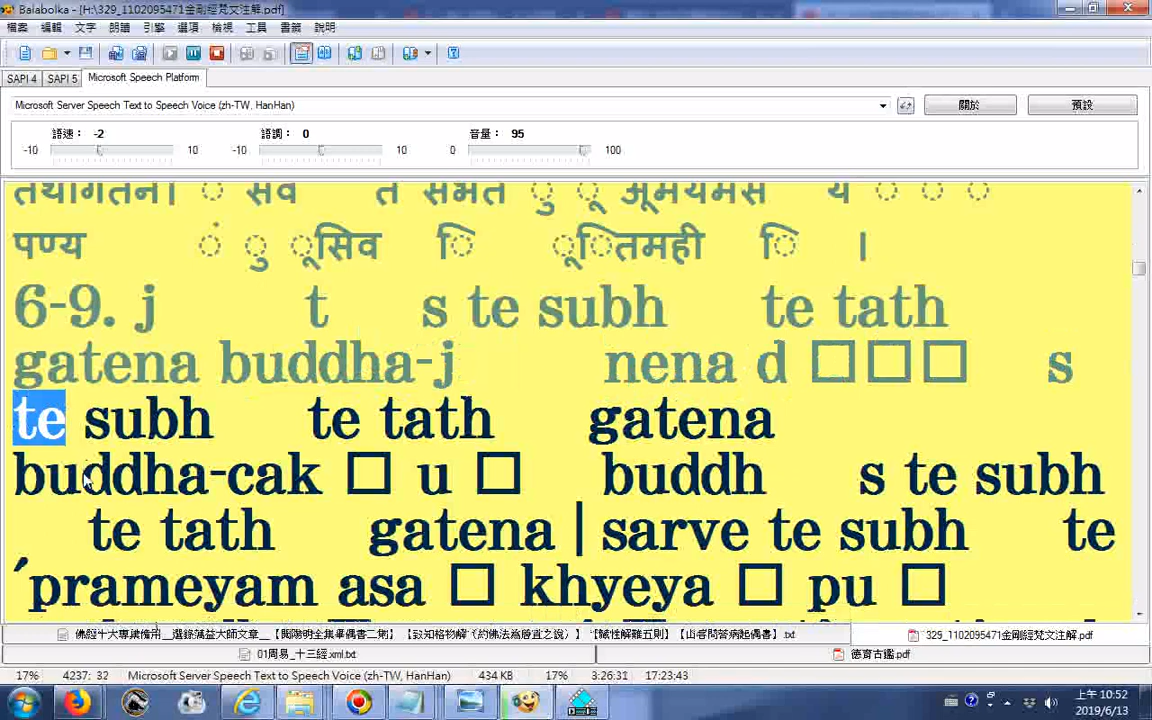 Balabolka - [H:\329_1102095471金剛經梵文注解.pdf]
檔案 編輯 文字 朗讀 引擎 選項 檢視 工具 書籤 說明
SAPI 4 SAPI 5 Microsoft Speech Platform
Microsoft Server Speech Text to Speech Voice (zh-TW, HanHan) 關於 預設
語速： -2 語調： 0 音量： 95
-10 10 -10 10 0 100
6-9. j t s te subh te tath
gatena buddha-j nena d □□□ s
te subh te tath gatena
buddha-cak □ u □ buddh s te subh
te tath gatena | sarve te subh te
´prameyam asa □ khyeya □ pu □
329_1102095471金剛經梵文注解.pdf
01周易_十三經.xml.txt 德育古鑑.pdf
17% 4237: 32 Microsoft Server Speech Text to Speech Voice (zh-TW, HanHan) 434 KB 17% 3:26:31 17:23:43
上午 10:52
2019/6/13